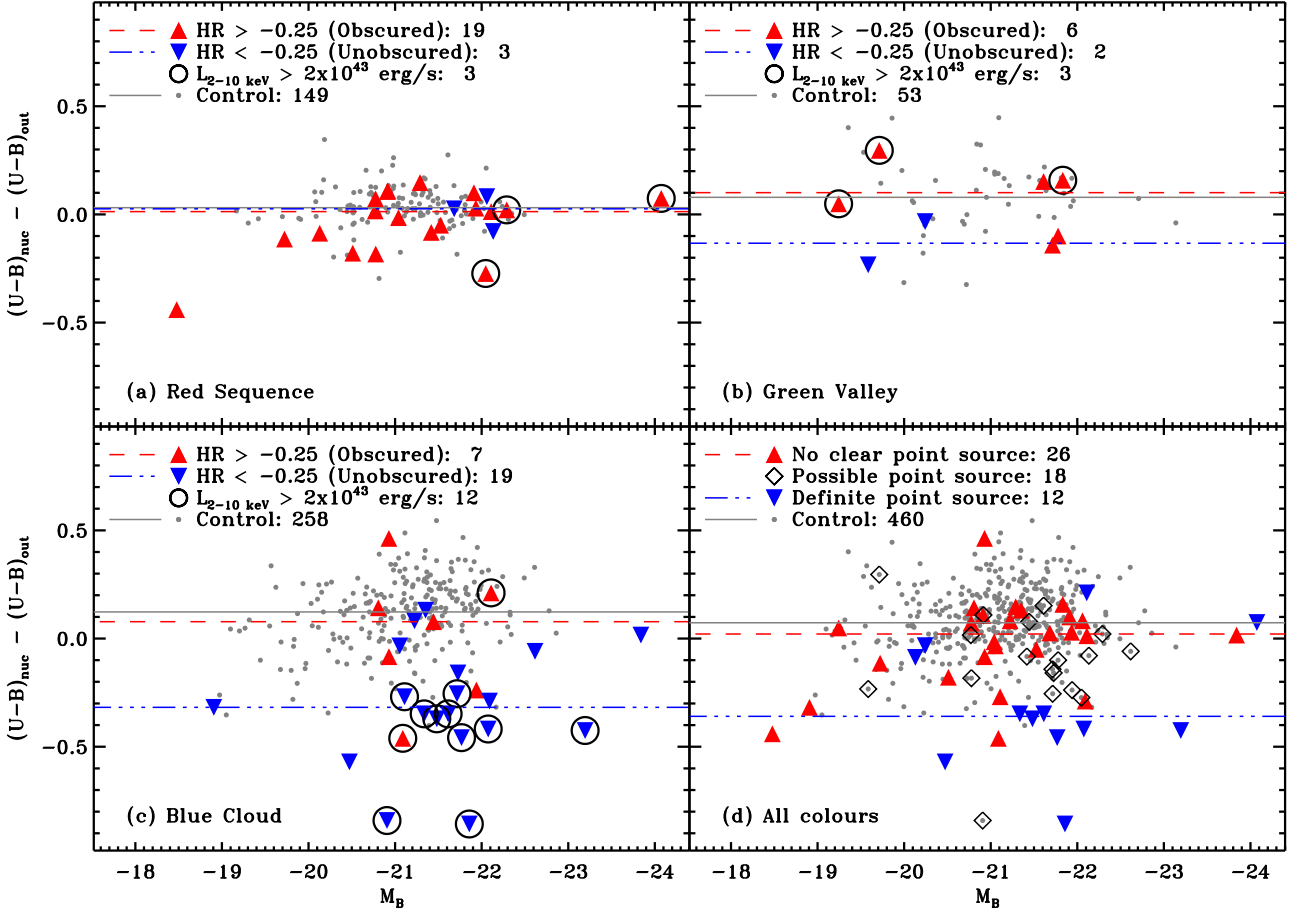 HR > −0.25 (Obscured): 19
HR < −0.25 (Unobscured): 3
L2−10 keV > 2x10^43 erg/s: 3
Control: 149
(a) Red Sequence
HR > −0.25 (Obscured): 6
HR < −0.25 (Unobscured): 2
L2−10 keV > 2x10^43 erg/s: 3
Control: 53
(b) Green Valley
0.5
0.0
−0.5
(U−B)nuc − (U−B)out
HR > −0.25 (Obscured): 7
HR < −0.25 (Unobscured): 19
L2−10 keV > 2x10^43 erg/s: 12
Control: 258
(c) Blue Cloud
No clear point source: 26
Possible point source: 18
Definite point source: 12
Control: 460
(d) All colours
0.5
0.0
−0.5
(U−B)nuc − (U−B)out
−18 −19 −20 −21 −22 −23 −24
MB
−18 −19 −20 −21 −22 −23 −24
MB